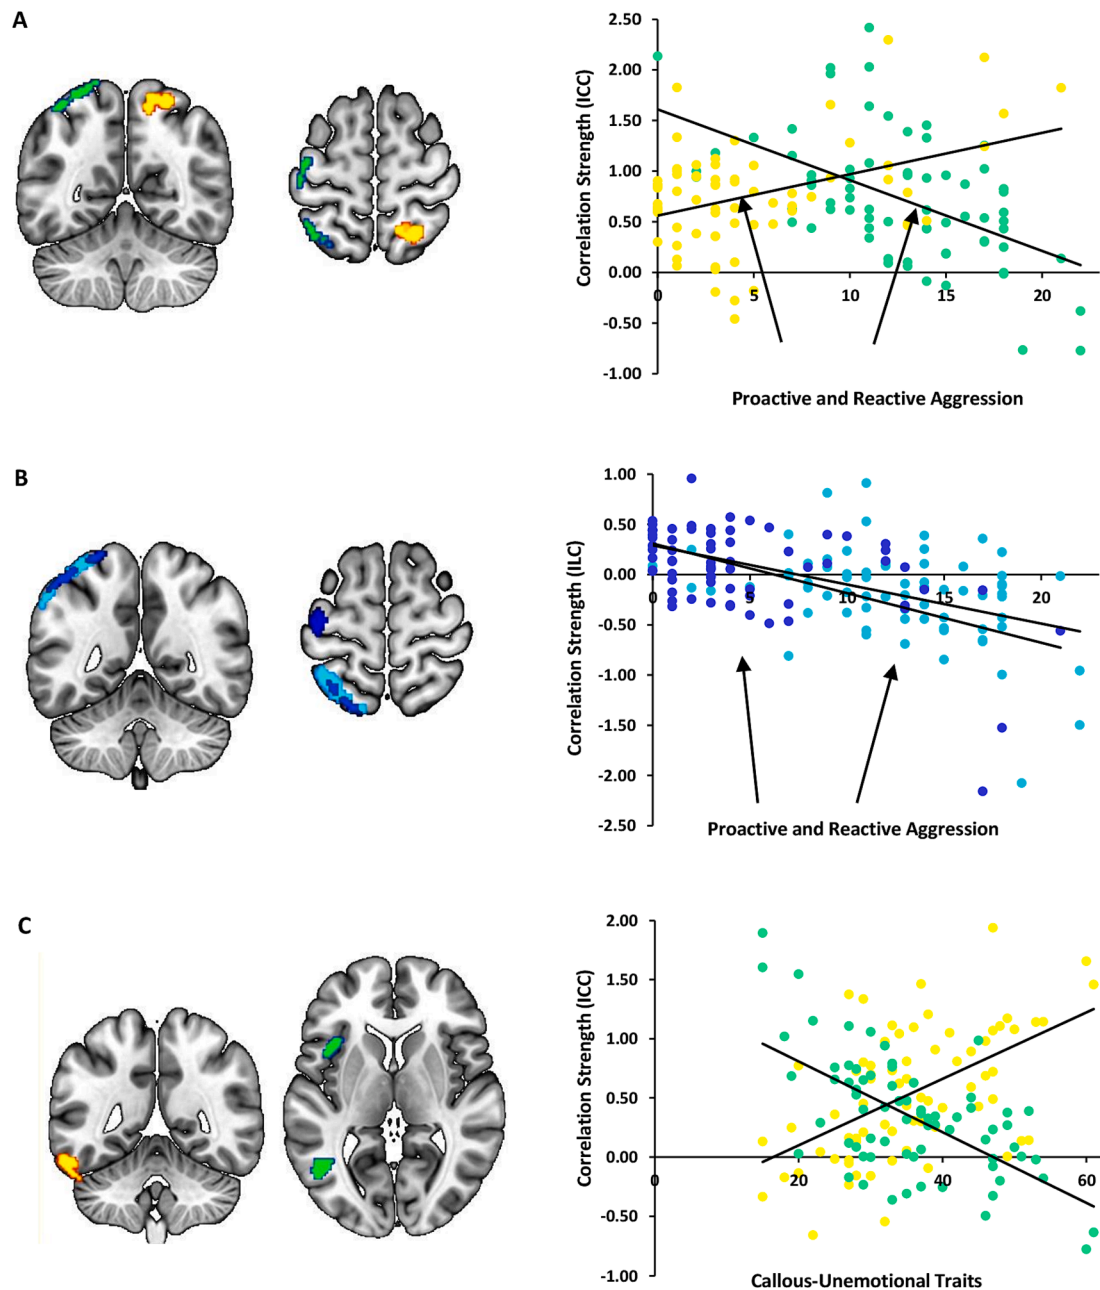 A
2.50
2.00
1.50
1.00
0.50
0.00
-0.50
-1.00
0 5 10 15 20
Correlation Strength (ICC)
Proactive and Reactive Aggression
B
1.00
0.50
0.00
-0.50
-1.00
-1.50
-2.00
-2.50
0 5 10 15 20
Correlation Strength (ILC)
Proactive and Reactive Aggression
C
2.00
1.50
1.00
0.50
0.00
-0.50
-1.00
0 20 40 60
Correlation Strength (ICC)
Callous-Unemotional Traits